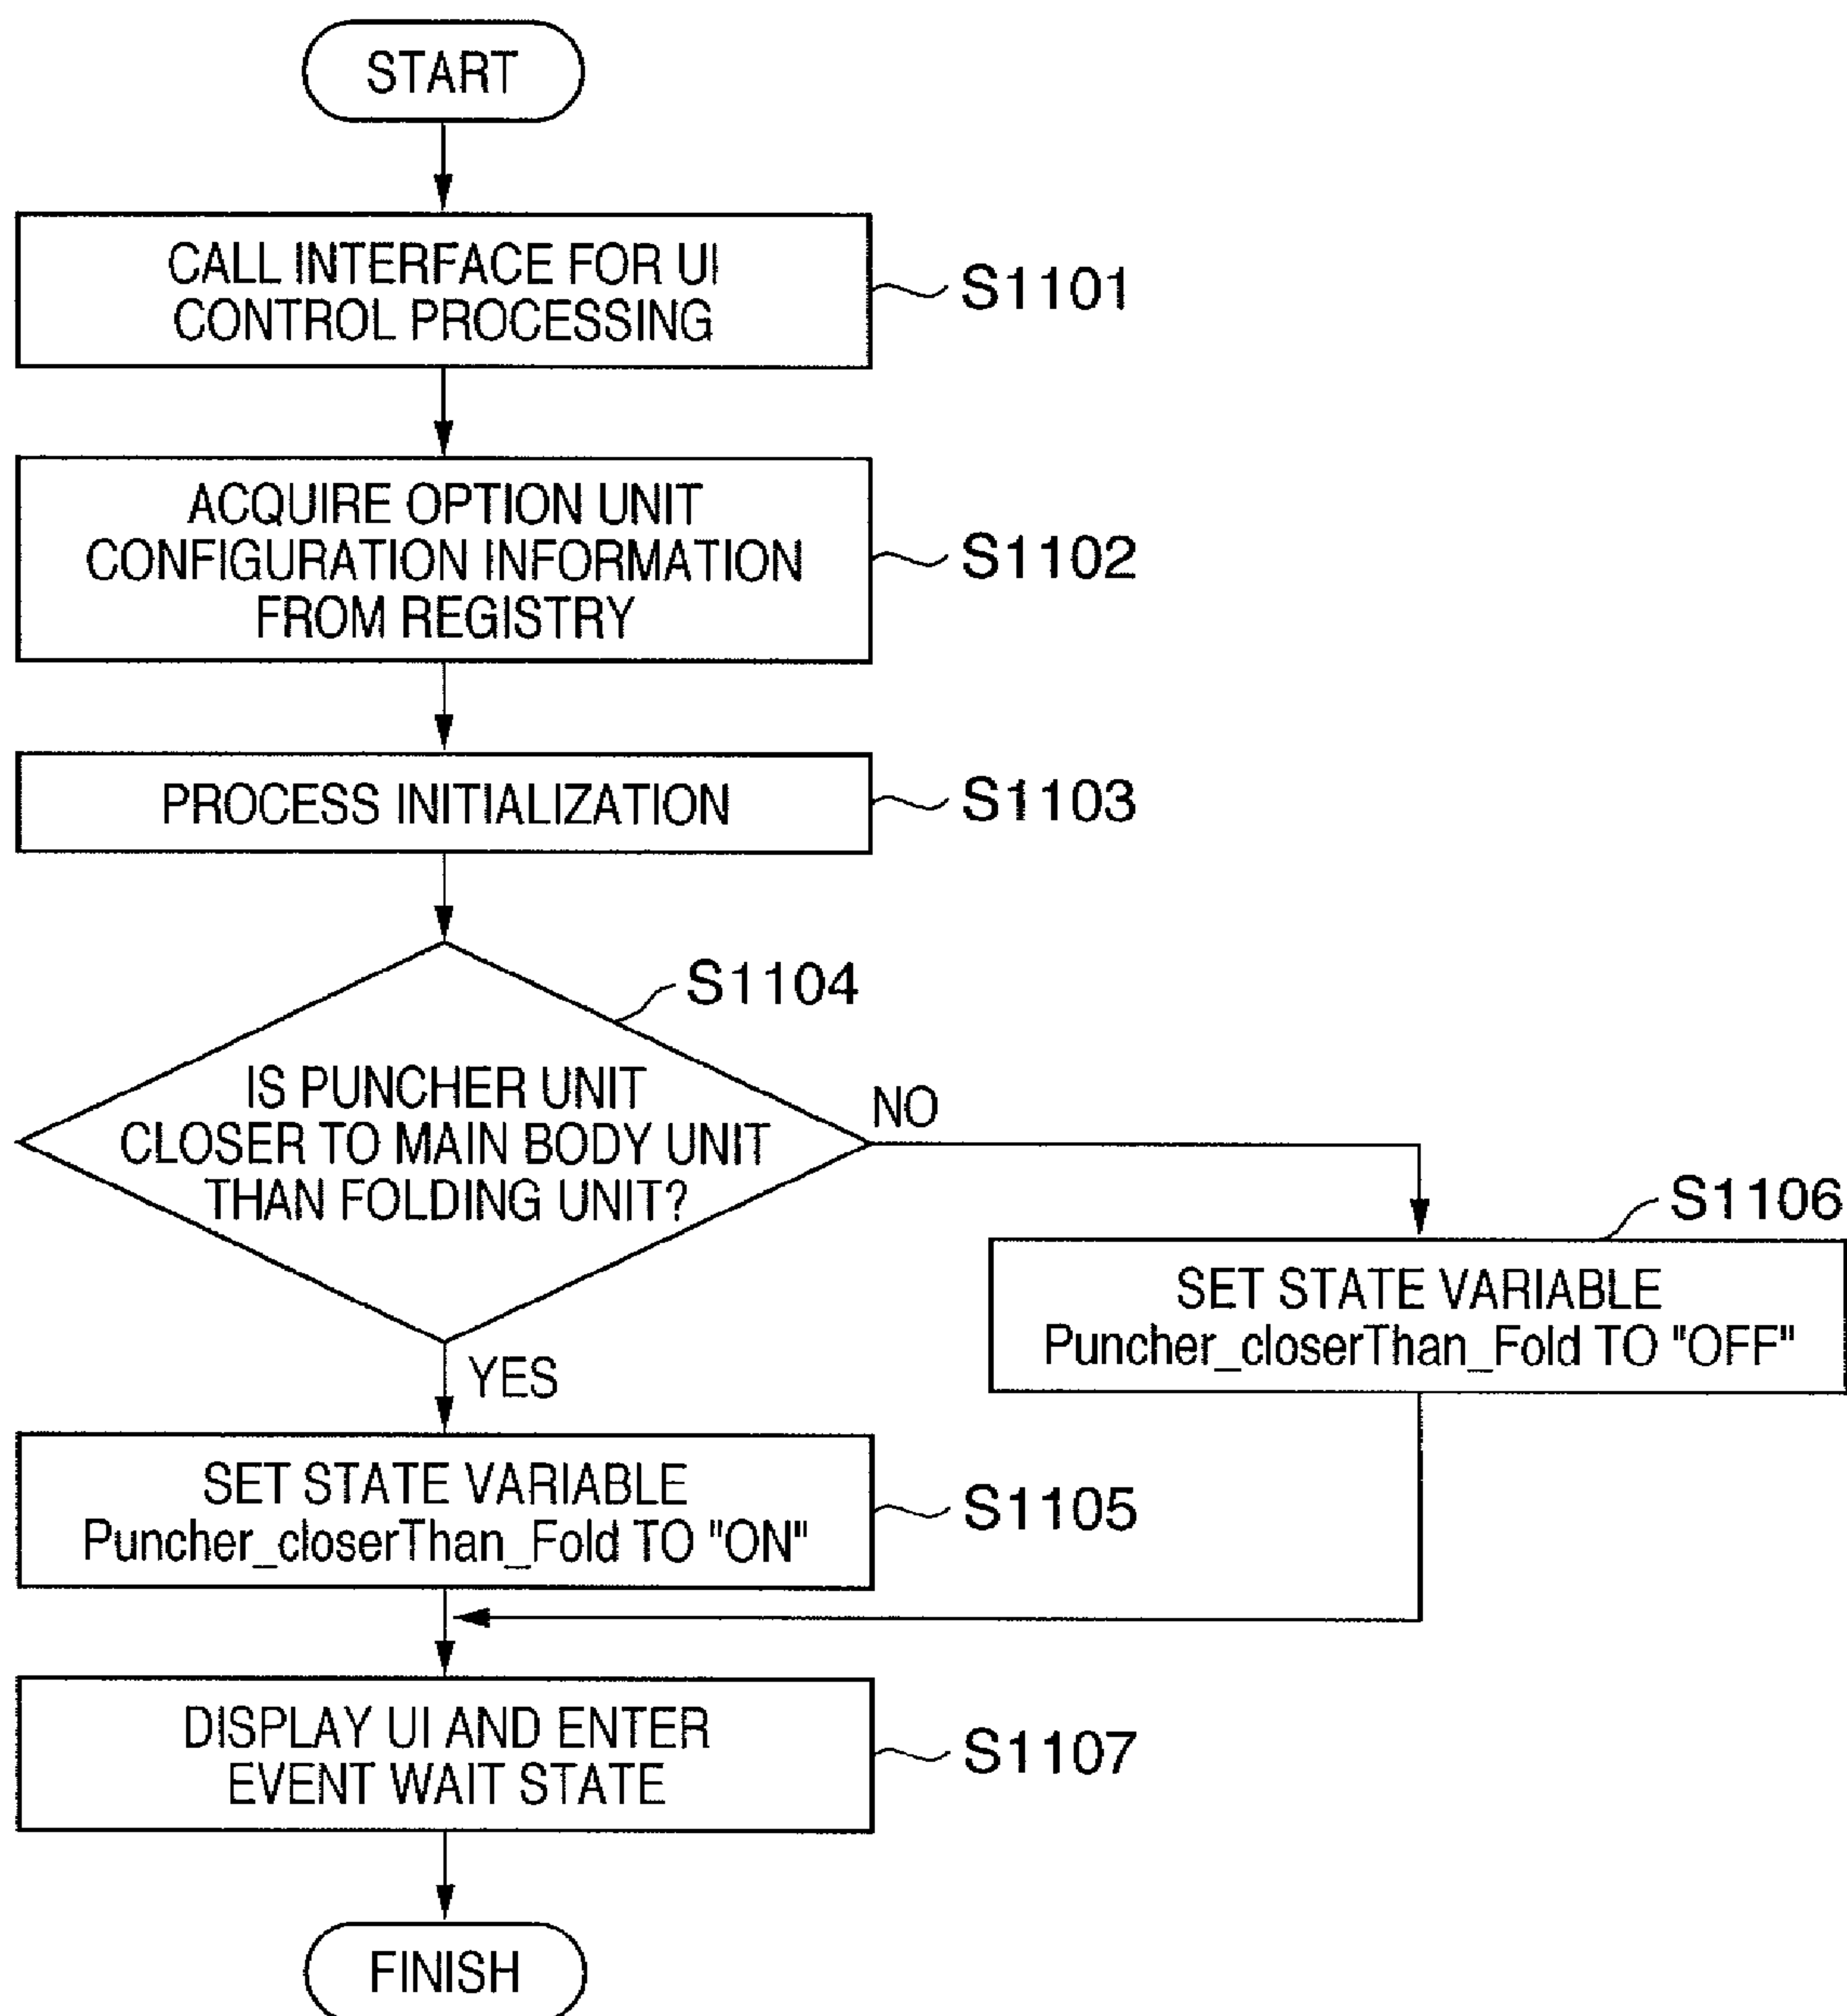 START
CALL INTERFACE FOR UI
CONTROL PROCESSING
S1101
ACQUIRE OPTION UNIT
CONFIGURATION INFORMATION
FROM REGISTRY
S1102
PROCESS INITIALIZATION
S1103
S1104
IS PUNCHER UNIT
CLOSER TO MAIN BODY UNIT
THAN FOLDING UNIT?
NO
YES
S1106
SET STATE VARIABLE
Puncher_closerThan_Fold TO "OFF"
SET STATE VARIABLE
Puncher_closerThan_Fold TO "ON"
S1105
DISPLAY UI AND ENTER
EVENT WAIT STATE
S1107
FINISH